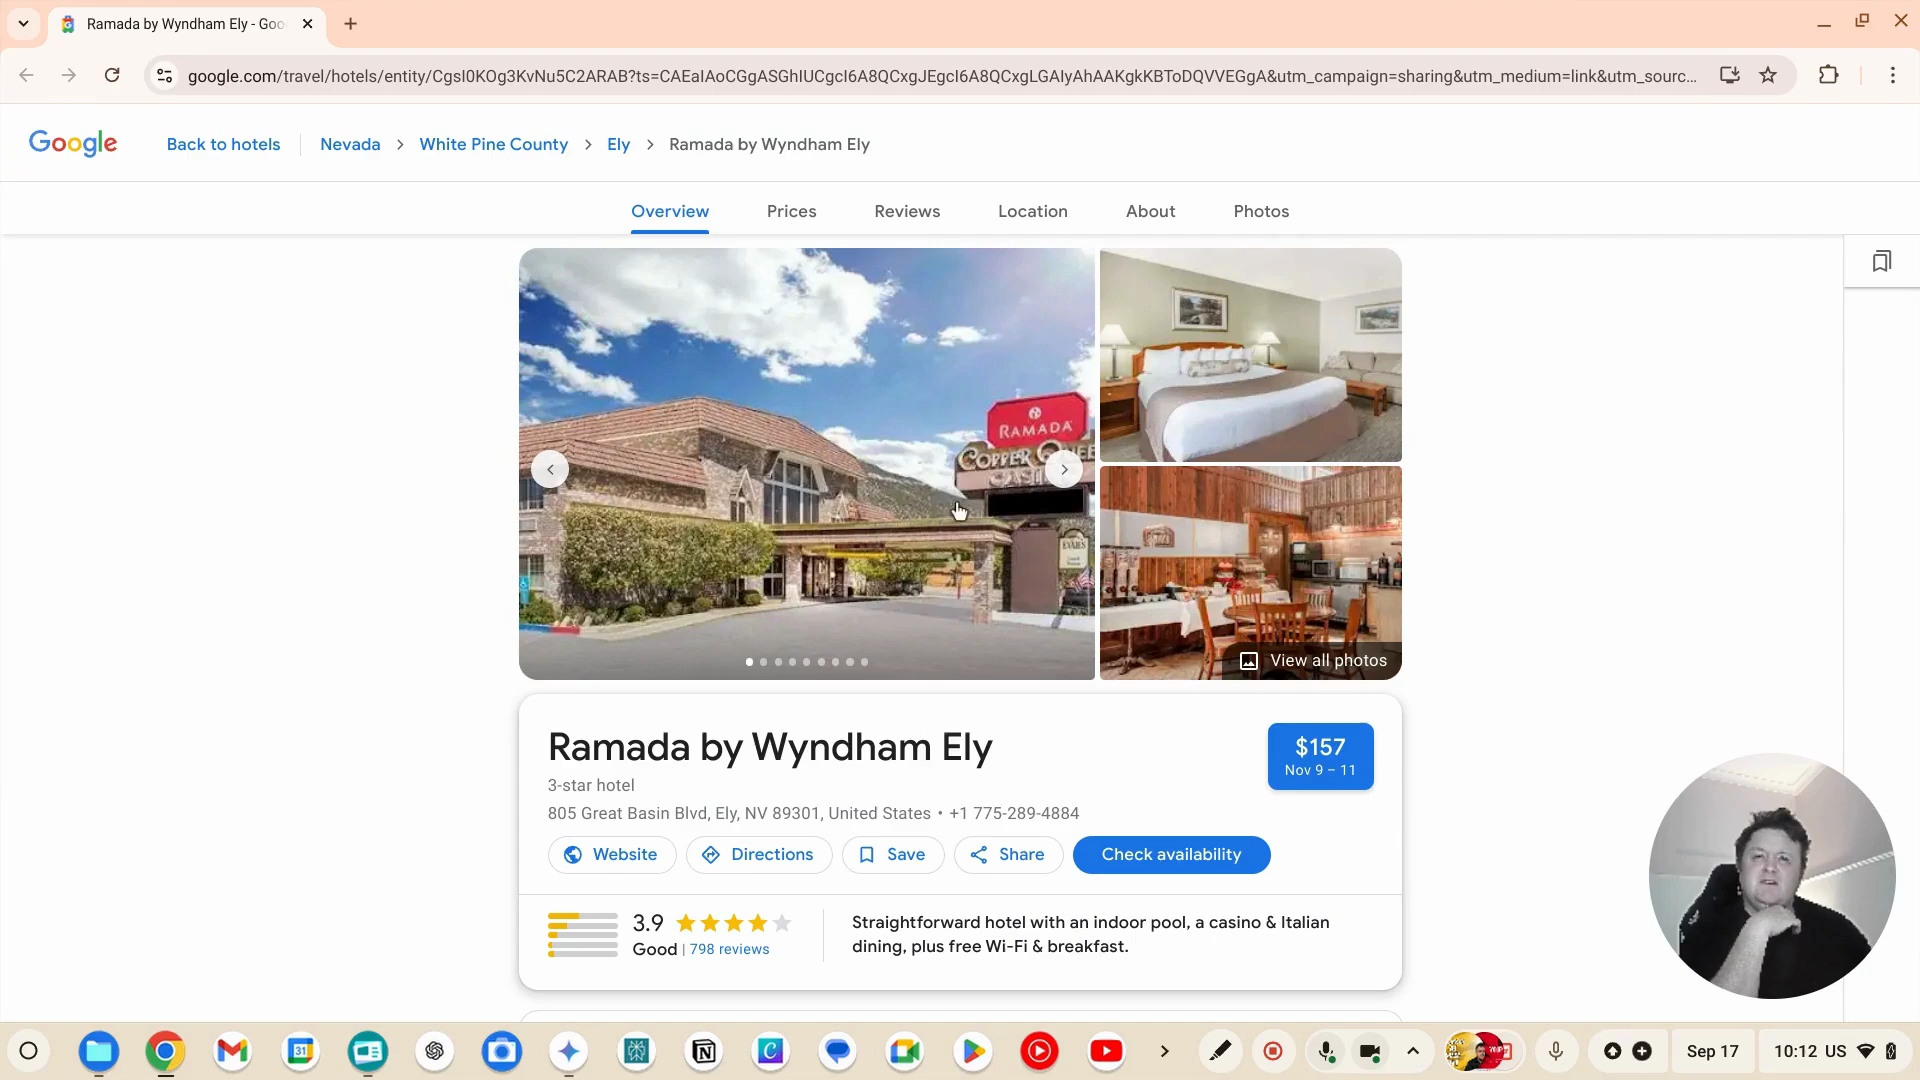 Ramada by Wyndham Ely - Goo
google.com/travel/hotels/entity/CgsI0KOg3KvNu5C2ARAB?ts=CAEaIAoCGgASGhIUCgcI6A8QCxgJEgcI6A8QCxgLGAIyAhAAKgkKBToDQVVEGgA&utm_campaign=sharing&utm_medium=link&utm_sourc...
Google
Back to hotels
Nevada > White Pine County > Ely > Ramada by Wyndham Ely
Overview
Prices
Reviews
Location
About
Photos
RAMADA
View all photos
Ramada by Wyndham Ely
$157
Nov 9 – 11
3-star hotel
805 Great Basin Blvd, Ely, NV 89301, United States • +1 775-289-4884
Website
Directions
Save
Share
Check availability
3.9
Good | 798 reviews
Straightforward hotel with an indoor pool, a casino & Italian
dining, plus free Wi-Fi & breakfast.
31
Sep 17
10:12 US